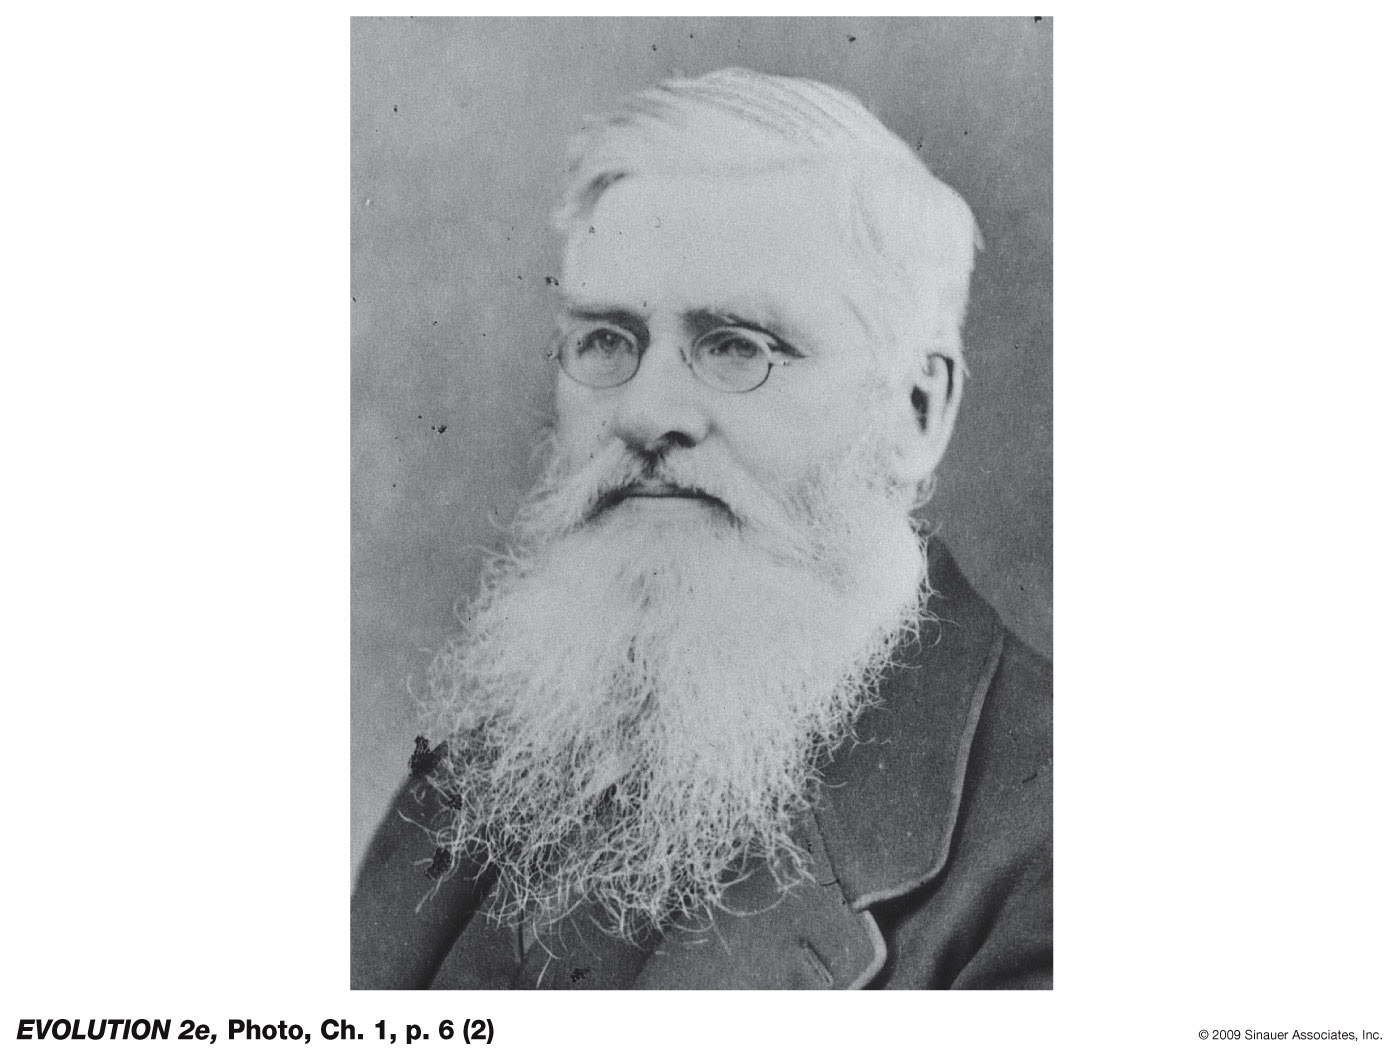 EVOLUTION 2e, Photo, Ch. 1, p. 6 (2)
© 2009 Sinauer Associates, Inc.